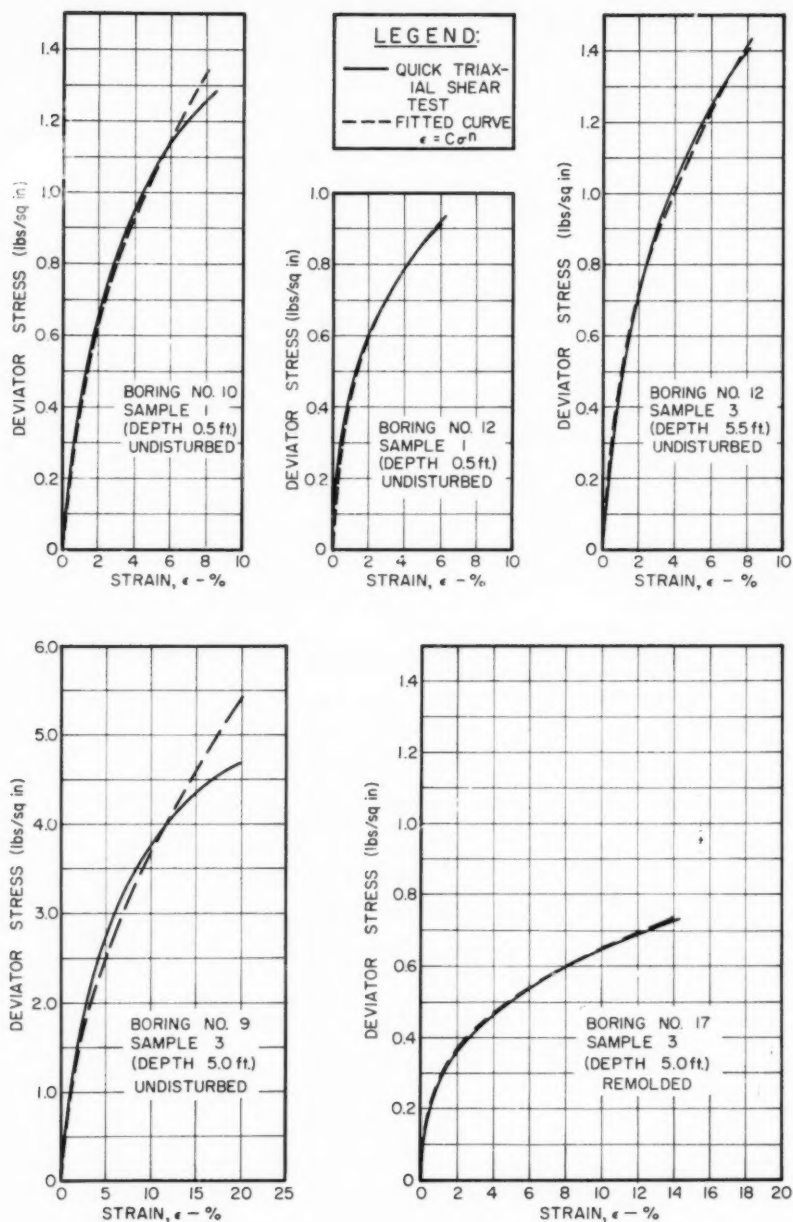 LEGEND:
QUICK TRIAX-
IAL SHEAR
TEST
FITTED CURVE
ϵ = Cσⁿ
DEVIATOR STRESS (lbs/sq in)
1.4
1.2
1.0
0.8
0.6
0.4
0.2
0
BORING NO. 10
SAMPLE 1
(DEPTH 0.5 ft.)
UNDISTURBED
0 2 4 6 8 10
STRAIN, ϵ - %
DEVIATOR STRESS (lbs/sq in)
1.0
0.8
0.6
0.4
0.2
0
BORING NO. 12
SAMPLE 1
(DEPTH 0.5 ft.)
UNDISTURBED
0 2 4 6 8 10
STRAIN, ϵ - %
DEVIATOR STRESS (lbs/sq in)
1.4
1.2
1.0
0.8
0.6
0.4
0.2
0
BORING NO. 12
SAMPLE 3
(DEPTH 5.5 ft.)
UNDISTURBED
0 2 4 6 8 10
STRAIN, ϵ - %
DEVIATOR STRESS (lbs/sq in)
6.0
5.0
4.0
3.0
2.0
1.0
0
BORING NO. 9
SAMPLE 3
(DEPTH 5.0 ft.)
UNDISTURBED
0 5 10 15 20 25
STRAIN, ϵ - %
DEVIATOR STRESS (lbs/sq in)
1.4
1.2
1.0
0.8
0.6
0.4
0.2
0
BORING NO. 17
SAMPLE 3
(DEPTH 5.0 ft.)
REMOLDED
0 2 4 6 8 10 12 14 16 18 20
STRAIN, ϵ - %